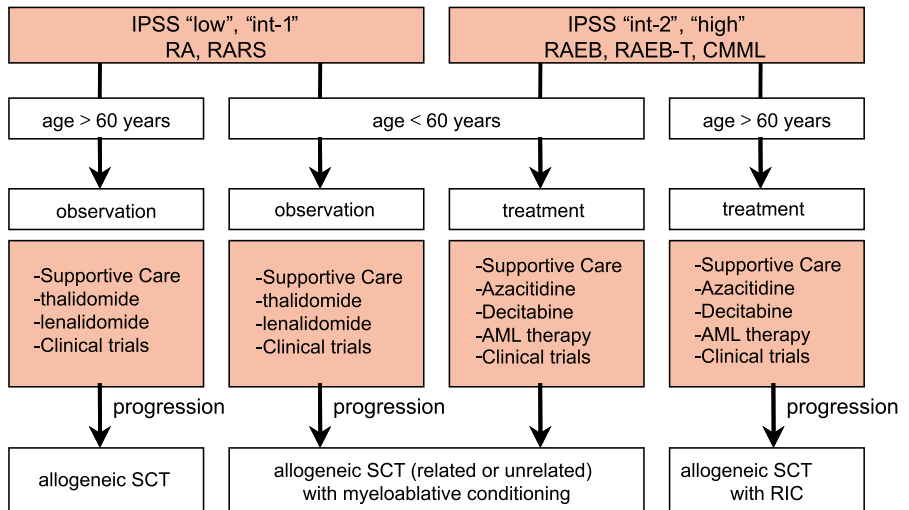 IPSS “low”, “int-1”
RA, RARS
IPSS “int-2”, “high”
RAEB, RAEB-T, CMML
age > 60 years
age < 60 years
age > 60 years
observation
observation
treatment
treatment
-Supportive Care
-thalidomide
-lenalidomide
-Clinical trials
-Supportive Care
-thalidomide
-lenalidomide
-Clinical trials
-Supportive Care
-Azacitidine
-Decitabine
-AML therapy
-Clinical trials
-Supportive Care
-Azacitidine
-Decitabine
-AML therapy
-Clinical trials
progression
progression
progression
allogeneic SCT
allogeneic SCT (related or unrelated)
with myeloablative conditioning
allogeneic SCT
with RIC